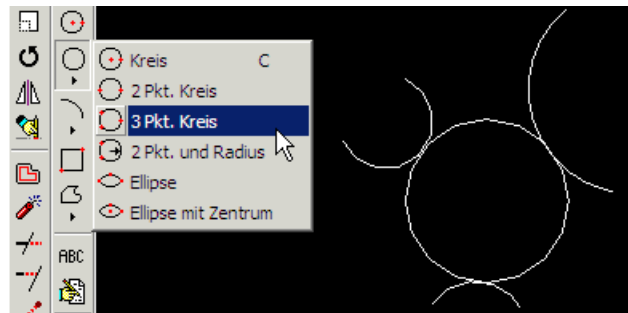 Kreis C
2 Pkt. Kreis
3 Pkt. Kreis
2 Pkt. und Radius
Ellipse
Ellipse mit Zentrum
ABC